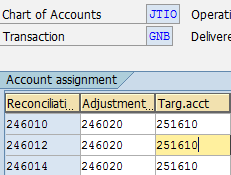 Chart of Accounts JTIO Operati
Transaction GNB Delivere
Account assignment
Reconciliati... Adjustment... Targ.acct
246010 246020 251610
246012 246020 251610
246014 246020 251610